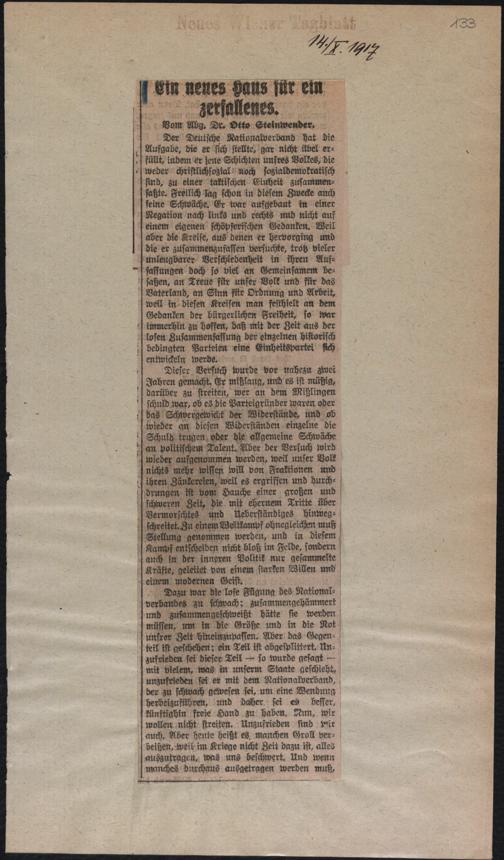 Neues Wiener Tagblatt
133
14/X. 1917
Ein neues Haus für ein
zerfallenes.
Vom Abg. Dr. Otto Steinwender.
Der Deutsche Nationalverband hat die
Aufgabe, die er sich stellte, gar nicht übel er-
füllt, indem er jene Schichten unsres Volkes, die
weder christlichsozial noch sozialdemokratisch
sind, zu einer taktischen Einheit zusammen-
faßte. Freilich lag schon in diesem Zwecke auch
seine Schwäche. Er war aufgebaut in einer
Negation nach links und rechts und nicht auf
einem eigenen schöpferischen Gedanken. Weil
aber die Kreise, aus denen er hervorging und
die er zusammenzufassen versuchte, trotz vieler
unleugbarer Verschiedenheit in ihren Auf-
fassungen doch so viel an Gemeinsamem be-
saßen, an Treue für unser Volk und für das
Vaterland, an Sinn für Ordnung und Arbeit,
weil in diesen Kreisen man festhielt an dem
Gedanken der bürgerlichen Freiheit, so war
immerhin zu hoffen, daß mit der Zeit aus der
losen Zusammenfassung der einzelnen historisch
bedingten Parteien eine Einheitspartei sich
entwickeln werde.
Dieser Versuch wurde vor nahezu zwei
Jahren gemacht. Er mißlang, und es ist müßig,
darüber zu streiten, wer an dem Mißlingen
schuld war, ob es die Parteigründer waren oder
das Schwergewicht der Widerstände, und ob
wieder an diesen Widerständen einzelne die
Schuld trugen oder die allgemeine Schwäche
an politischem Talent. Aber der Versuch wird
wieder aufgenommen werden, weil unser Volk
nichts mehr wissen will von Fraktionen und
ihren Zänkereien, weil es ergriffen und durch-
drungen ist vom Hauche einer großen und
schweren Zeit, die mit ehernem Tritte über
Vermorschtes und Ueberständiges hinweg-
schreitet. Zu einem Weltkampf ohnegleichen muß
Stellung genommen werden, und in diesem
Kampf entscheiden nicht bloß im Felde, sondern
auch in der inneren Politik nur gesammelte
Kräfte, geleitet von einem starken Willen und
einem modernen Geist.
Dazu war die lose Fügung des National-
verbandes zu schwach; zusammengehämmert
und zusammengeschweißt hätte sie werden
müssen, um in die Größe und in die Not
unsrer Zeit hineinzupassen. Aber das Gegen-
teil ist geschehen; ein Teil ist abgesplittert. Un-
zufrieden sei dieser Teil — so wurde gesagt —
mit vielem, was in unserm Staate geschieht,
unzufrieden sei er mit dem Nationalverband,
der zu schwach gewesen sei, um eine Wendung
herbeizuführen, und daher sei es besser,
künftighin freie Hand zu haben. Nun, wir
wollen nicht streiten. Unzufrieden sind wir
auch. Aber heute heißt es, manchen Groll ver-
beißen, weil im Kriege nicht Zeit dazu ist, alles
auszutragen, was uns beschwert. Und wenn
manches durchaus ausgetragen werden muß,